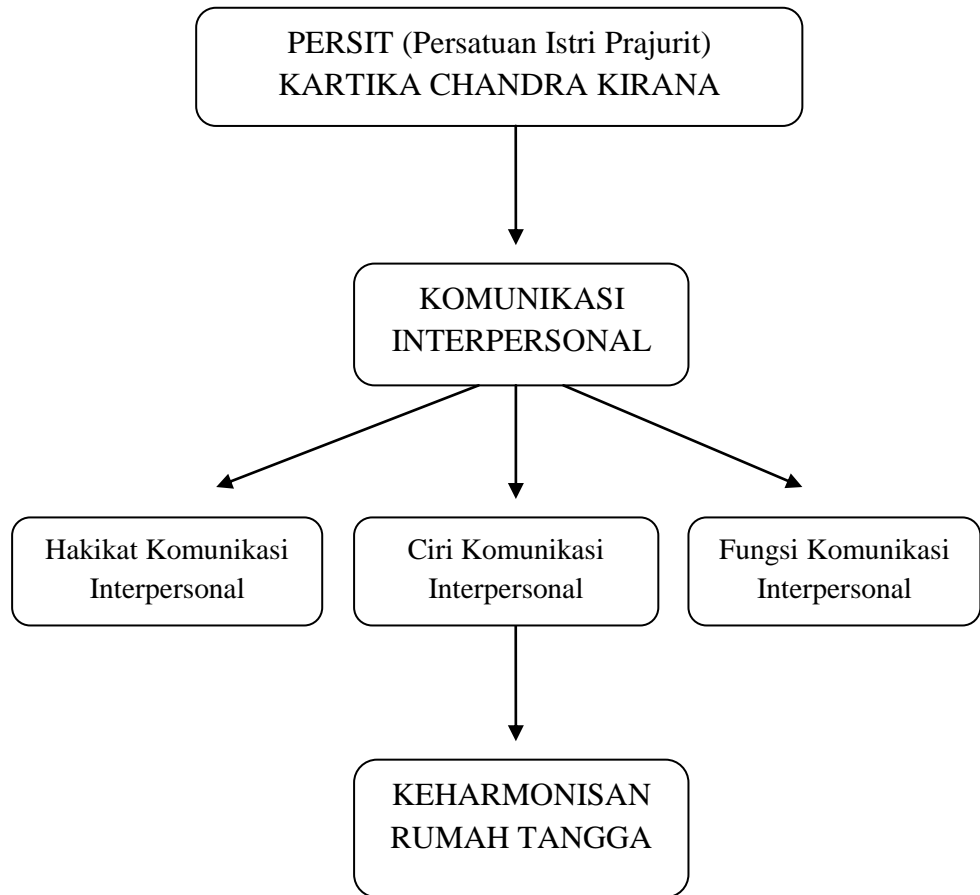 PERSIT (Persatuan Istri Prajurit)
KARTIKA CHANDRA KIRANA
KOMUNIKASI
INTERPERSONAL
Hakikat Komunikasi
Interpersonal
Ciri Komunikasi
Interpersonal
Fungsi Komunikasi
Interpersonal
KEHARMONISAN
RUMAH TANGGA